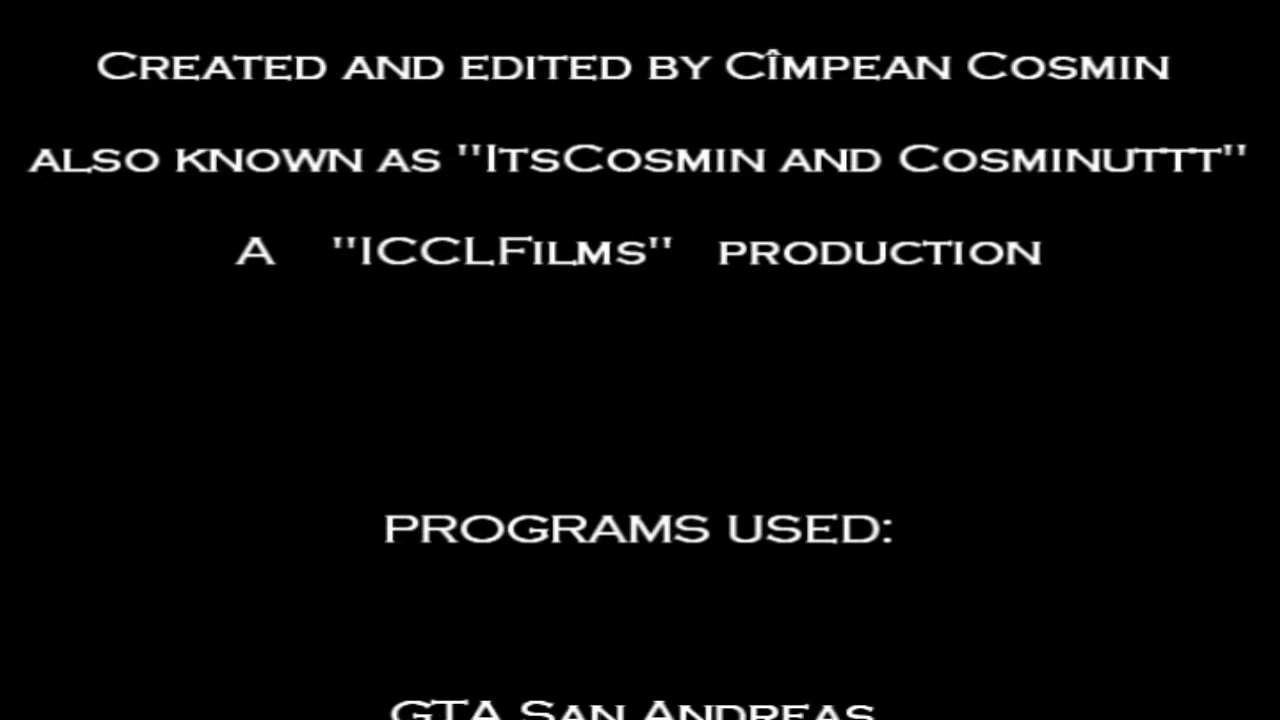 Created and edited by Cîmpean Cosmin
also known as "ItsCosmin and Cosminuttt"
A "ICCLFilms" production
PROGRAMS USED:
GTA San Andreas